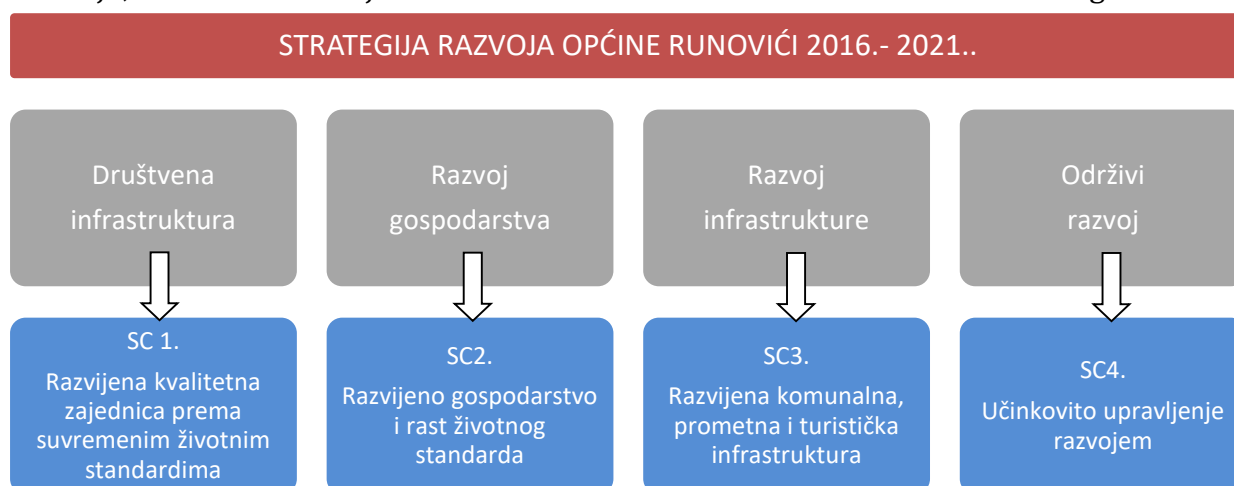 STRATEGIJA RAZVOJA OPĆINE RUNOVIĆI 2016.- 2021..
Društvena
infrastruktura
Razvoj
gospodarstva
Razvoj
infrastrukture
Održivi
razvoj
SC 1.
Razvijena kvalitetna
zajednica prema
suvremenim životnim
standardima
SC2.
Razvijeno gospodarstvo
i rast životnog
standarda
SC3.
Razvijena komunalna,
prometna i turistička
infrastruktura
SC4.
Učinkovito upravljenje
razvojem